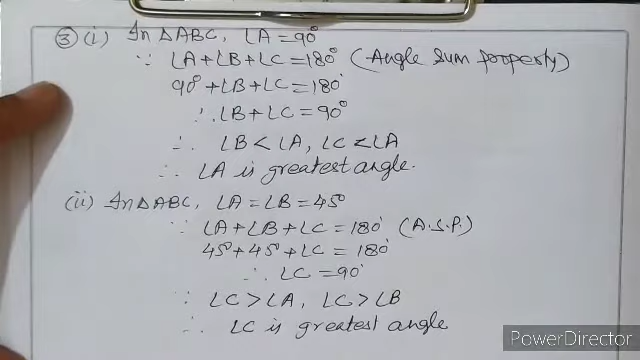 ③ (i) In △ABC, ∠A = 90°
∵ ∠A + ∠B + ∠C = 180° (Angle sum property)
90° + ∠B + ∠C = 180°
∴ ∠B + ∠C = 90°
∴ ∠B < ∠A, ∠C < ∠A
∴ ∠A is greatest angle.
(ii) In △ABC, ∠A = ∠B = 45°
∵ ∠A + ∠B + ∠C = 180° (A.S.P.)
45° + 45° + ∠C = 180°
∴ ∠C = 90°
∵ ∠C > ∠A, ∠C > ∠B
∴ ∠C is greatest angle
PowerDirector